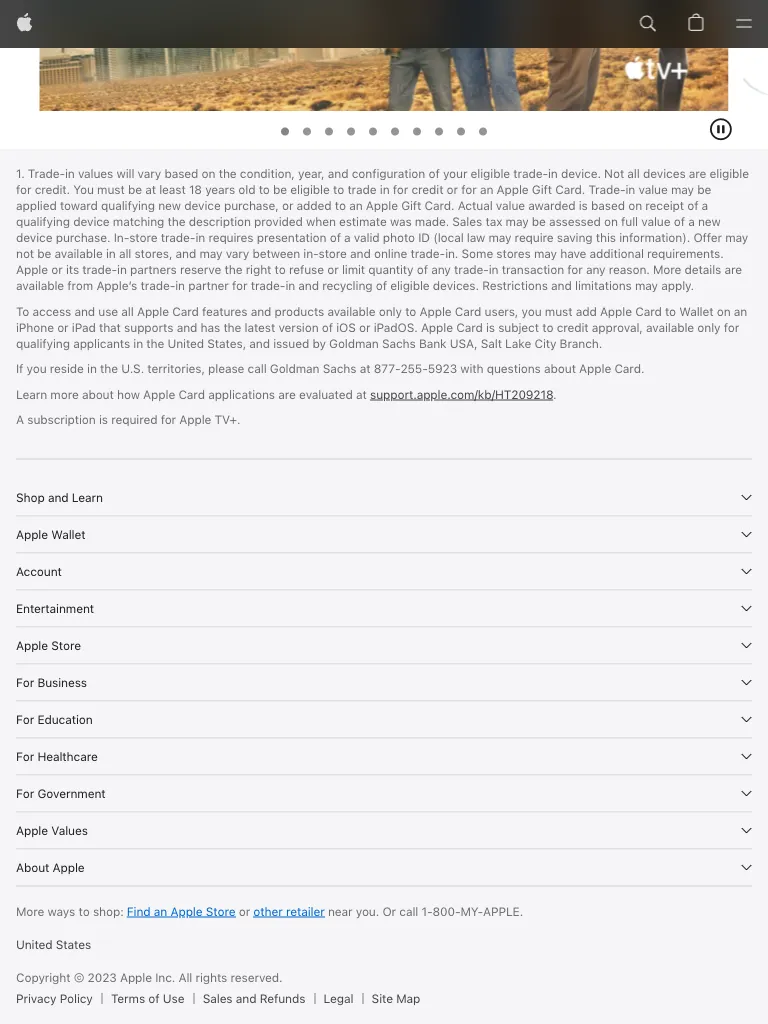 tv+
1. Trade-in values will vary based on the condition, year, and configuration of your eligible trade-in device. Not all devices are eligible
for credit. You must be at least 18 years old to be eligible to trade in for credit or for an Apple Gift Card. Trade-in value may be
applied toward qualifying new device purchase, or added to an Apple Gift Card. Actual value awarded is based on receipt of a
qualifying device matching the description provided when estimate was made. Sales tax may be assessed on full value of a new
device purchase. In-store trade-in requires presentation of a valid photo ID (local law may require saving this information). Offer may
not be available in all stores, and may vary between in-store and online trade-in. Some stores may have additional requirements.
Apple or its trade-in partners reserve the right to refuse or limit quantity of any trade-in transaction for any reason. More details are
available from Apple's trade-in partner for trade-in and recycling of eligible devices. Restrictions and limitations may apply.
To access and use all Apple Card features and products available only to Apple Card users, you must add Apple Card to Wallet on an
iPhone or iPad that supports and has the latest version of iOS or iPadOS. Apple Card is subject to credit approval, available only for
qualifying applicants in the United States, and issued by Goldman Sachs Bank USA, Salt Lake City Branch.
If you reside in the U.S. territories, please call Goldman Sachs at 877-255-5923 with questions about Apple Card.
Learn more about how Apple Card applications are evaluated at support.apple.com/kb/HT209218.
A subscription is required for Apple TV+.
Shop and Learn
Apple Wallet
Account
Entertainment
Apple Store
For Business
For Education
For Healthcare
For Government
Apple Values
About Apple
More ways to shop: Find an Apple Store or other retailer near you. Or call 1-800-MY-APPLE.
United States
Copyright © 2023 Apple Inc. All rights reserved.
Privacy Policy | Terms of Use | Sales and Refunds | Legal | Site Map